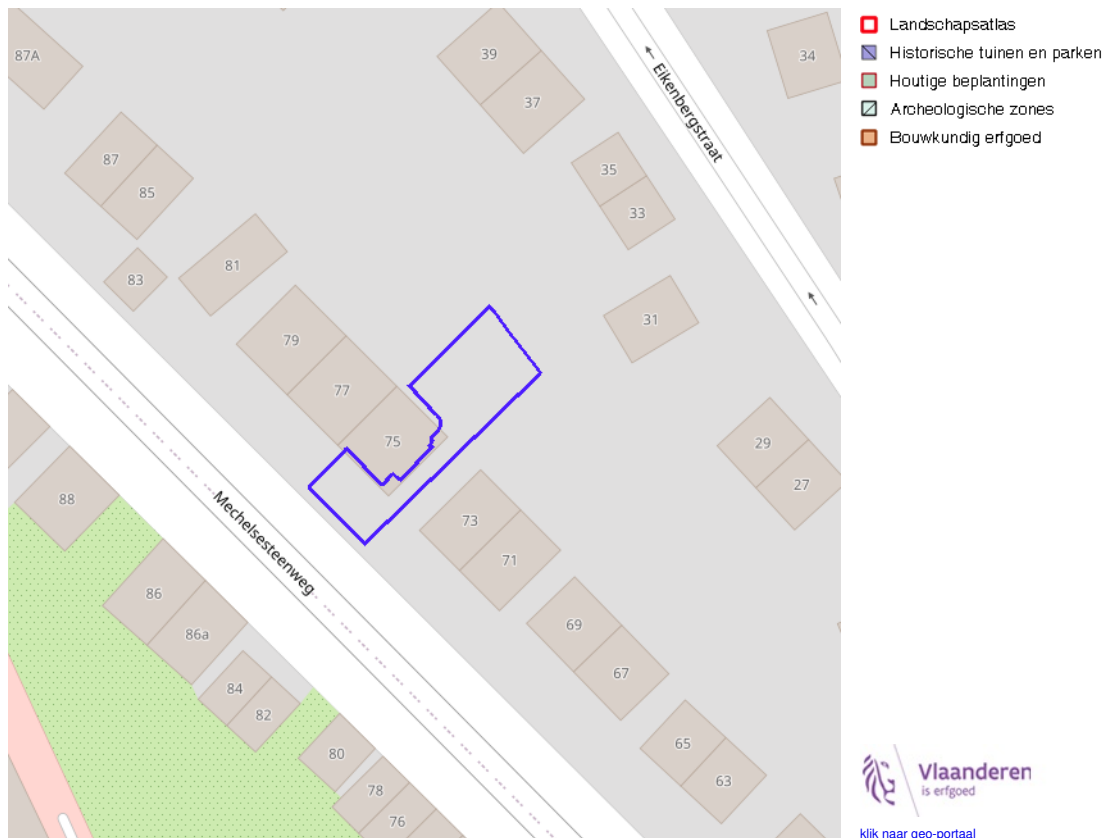 87A
39
37
34
Eikenbergstraat
87
85
35
33
83
81
31
79
77
75
29
27
88
73
71
Mechelsesteenweg
86
86a
69
67
84
82
80
65
63
78
76
Landschapsatlas
Historische tuinen en parken
Houtige beplantingen
Archeologische zones
Bouwkundig erfgoed
Vlaanderen
is erfgoed
klik naar geo-portaal